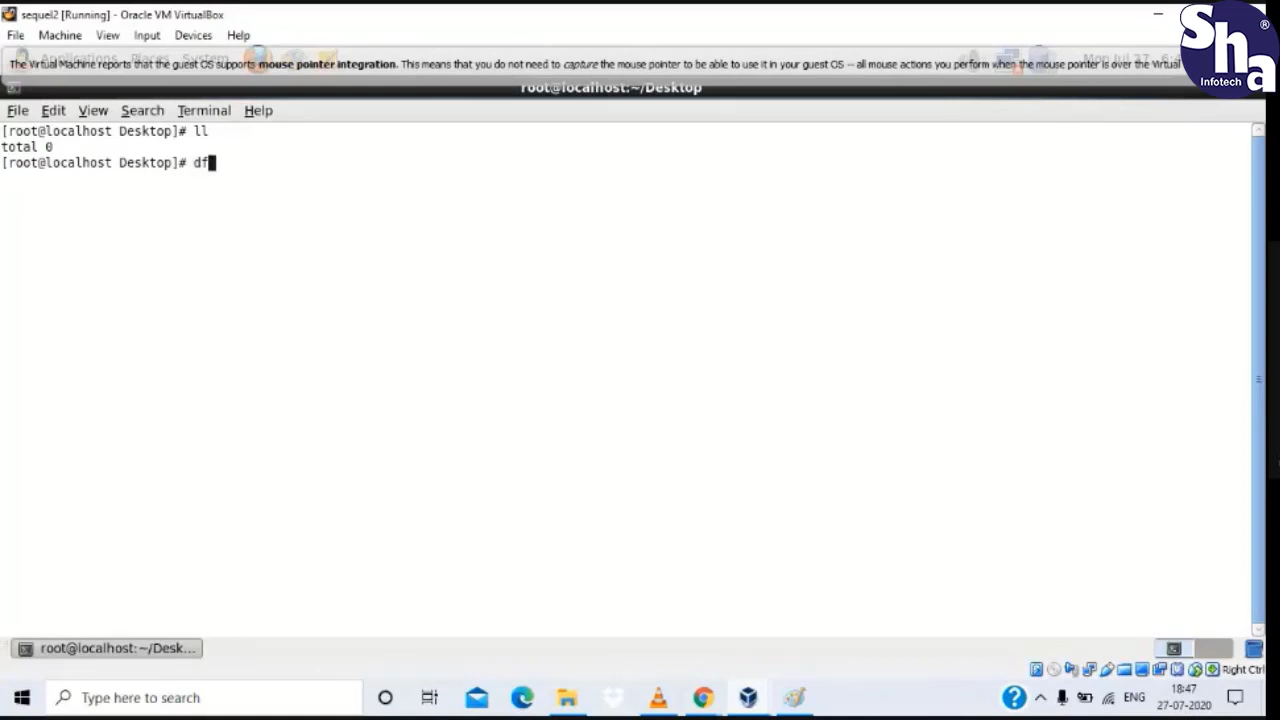 sequel2 [Running] - Oracle VM VirtualBox
Sha
®
Infotech
File Machine View Input Devices Help
Applications Places System
The Virtual Machine reports that the guest OS supports mouse pointer integration. This means that you do not need to capture the mouse pointer to be able to use it in your guest OS -- all mouse actions you perform when the mouse pointer is over the Virtual
root@localhost:~/Desktop
File Edit View Search Terminal Help
[root@localhost Desktop]# ll
total 0
[root@localhost Desktop]# df
root@localhost:~/Desk...
Right Ctrl
Type here to search
ENG
18:47
27-07-2020